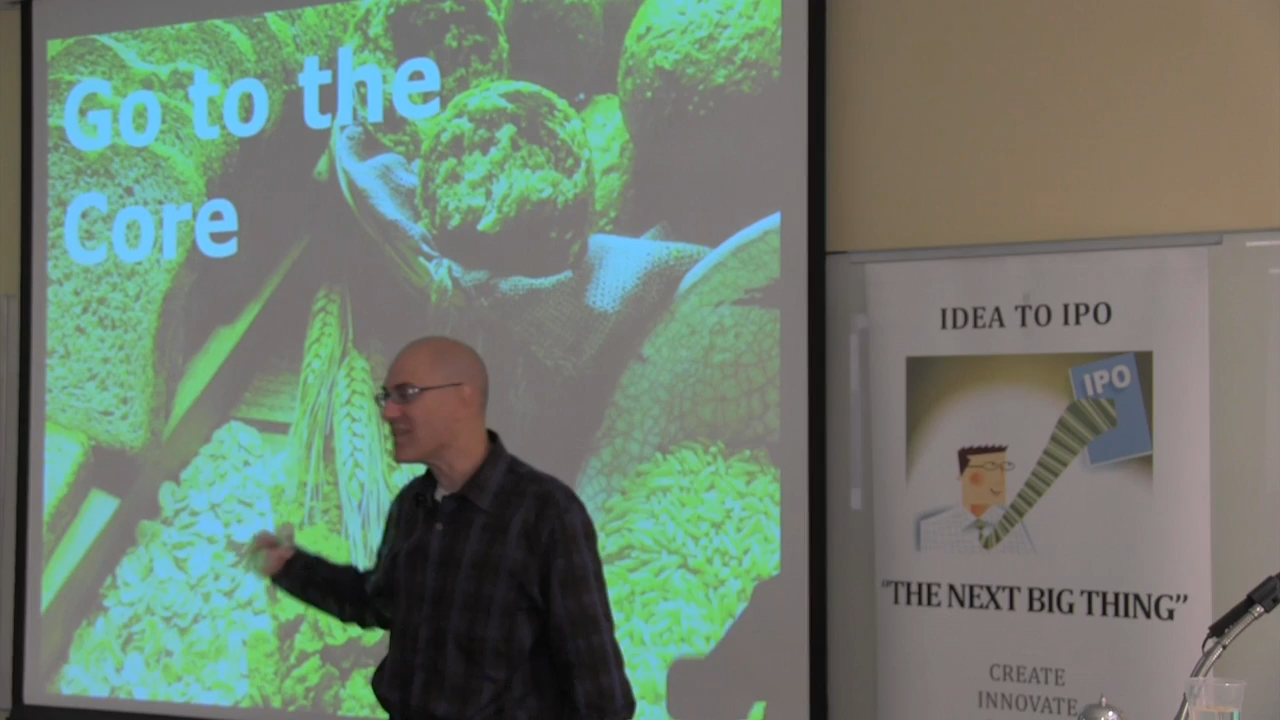 Go to the
Core
IDEA TO IPO
IPO
"THE NEXT BIG THING"
CREATE
INNOVATE